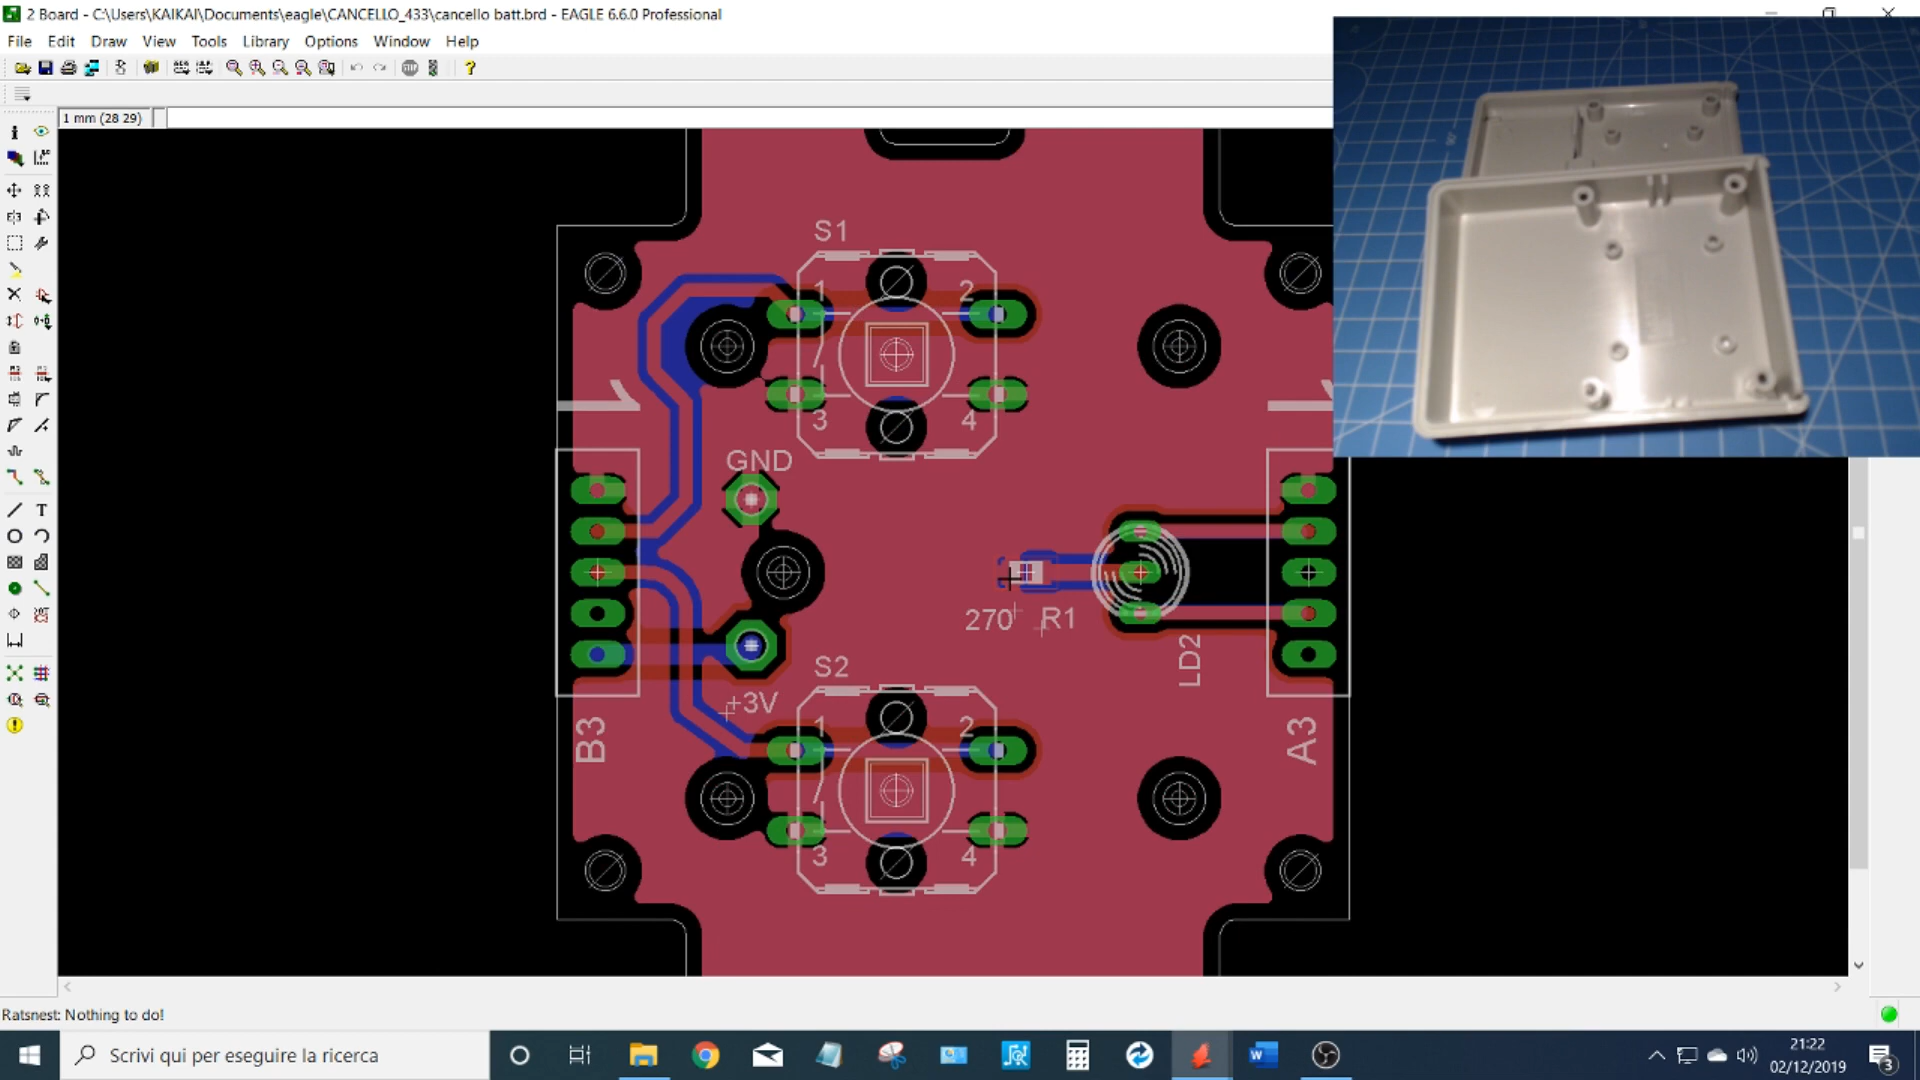 2 Board - C:\Users\KAIKAI\Documents\eagle\CANCELLO_433\cancello batt.brd - EAGLE 6.6.0 Professional
File Edit Draw View Tools Library Options Window Help
1 mm (28 29)
S1
1 2
3 4
1 1
GND
270 R1
LD2
S2
+3V
1 2
B3
A3
3 4
Ratsnest: Nothing to do!
Scrivi qui per eseguire la ricerca
21:22
02/12/2019
3